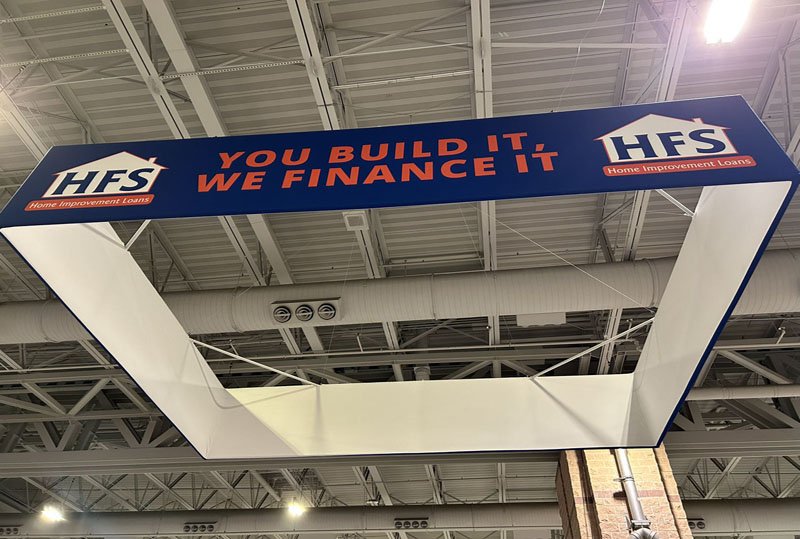 HFS
Home Improvement Loans
YOU BUILD IT,
WE FINANCE IT
HFS
Home Improvement Loans